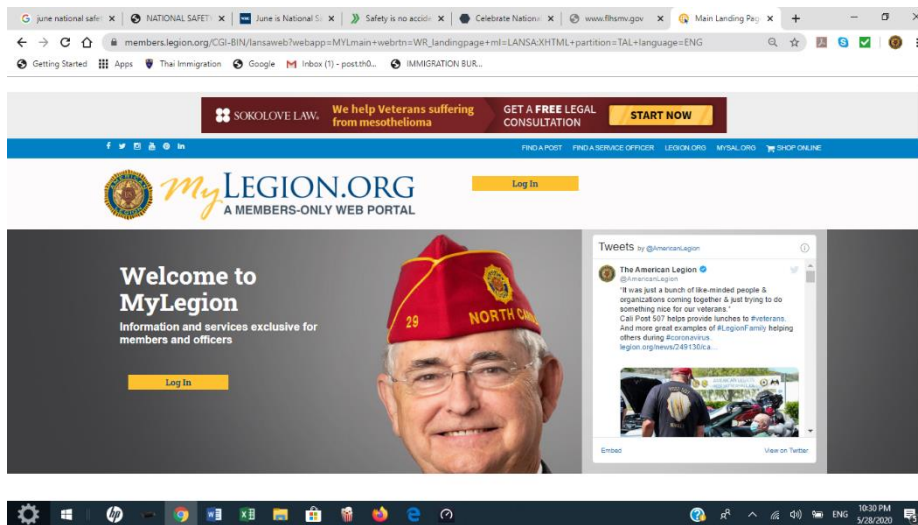 june national safet
NATIONAL SAFET
June is National S
Safety is no accide
Celebrate Nationa
www.flhsmv.gov
Main Landing Pag
members.legion.org/CGI-BIN/lansaweb?webapp=MYLmain+webrtn=WR_landingpage+ml=LANSA:XHTML+partition=TAL+language=ENG
Getting Started Apps Thai Immigration Google Inbox (1) - post.th0... IMMIGRATION BUR...
SOKOLOVE LAW.
We help Veterans suffering
from mesothelioma
GET A FREE LEGAL
CONSULTATION
START NOW
FIND A POST FIND A SERVICE OFFICER LEGION.ORG MYSAL.ORG SHOP ONLINE
MyLEGION.ORG
A MEMBERS-ONLY WEB PORTAL
Log In
Welcome to
MyLegion
Information and services exclusive for
members and officers
Log In
29
NORTH CA
Tweets by @AmericanLegion
The American Legion
@AmericanLegion
"It was just a bunch of like-minded people &
organizations coming together & just trying to do
something nice for our veterans."
Cali Post 507 helps provide lunches to #veterans.
And more great examples of #LegionFamily helping
others during #coronavirus.
legion.org/news/249130/ca...
Embed View on Twitter
ENG
10:30 PM
5/28/2020